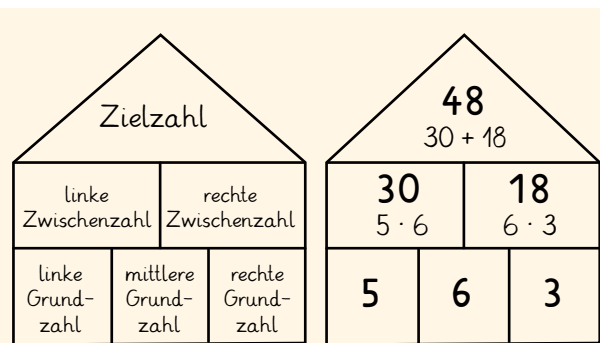 Zielzahl
linke
Zwischenzahl
rechte
Zwischenzahl
linke
Grund-
zahl
mittlere
Grund-
zahl
rechte
Grund-
zahl
48
30 + 18
30
5 · 6
18
6 · 3
5
6
3